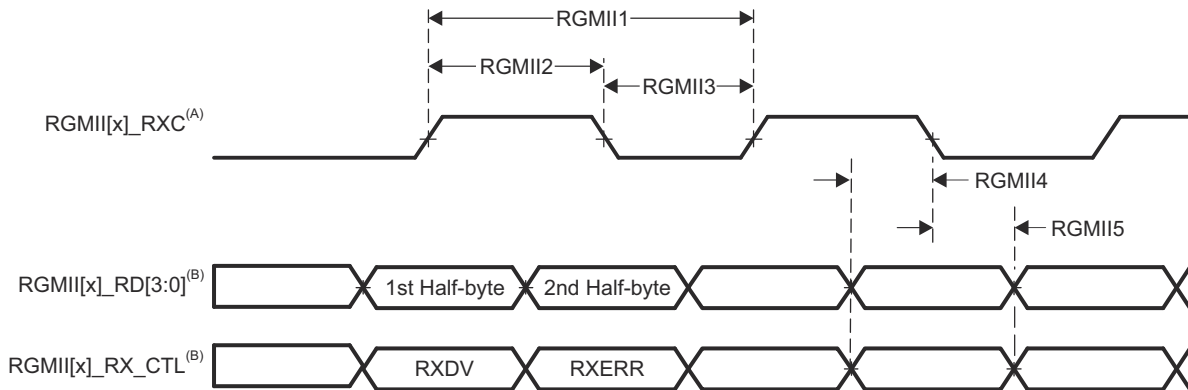 RGMII1
RGMII2
RGMII3
RGMII[x]_RXC(A)
RGMII4
RGMII5
RGMII[x]_RD[3:0](B)
1st Half-byte
2nd Half-byte
RGMII[x]_RX_CTL(B)
RXDV
RXERR